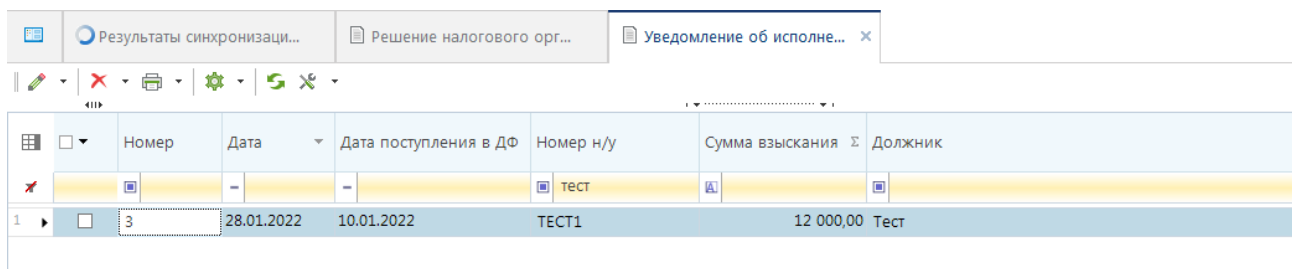 Результаты синхронизаци... Решение налогового орг... Уведомление об исполне...
Номер Дата Дата поступления в ДФ Номер н/у Сумма взыскания Σ Должник
тест
1 3 28.01.2022 10.01.2022 ТЕСТ1 12 000,00 Тест